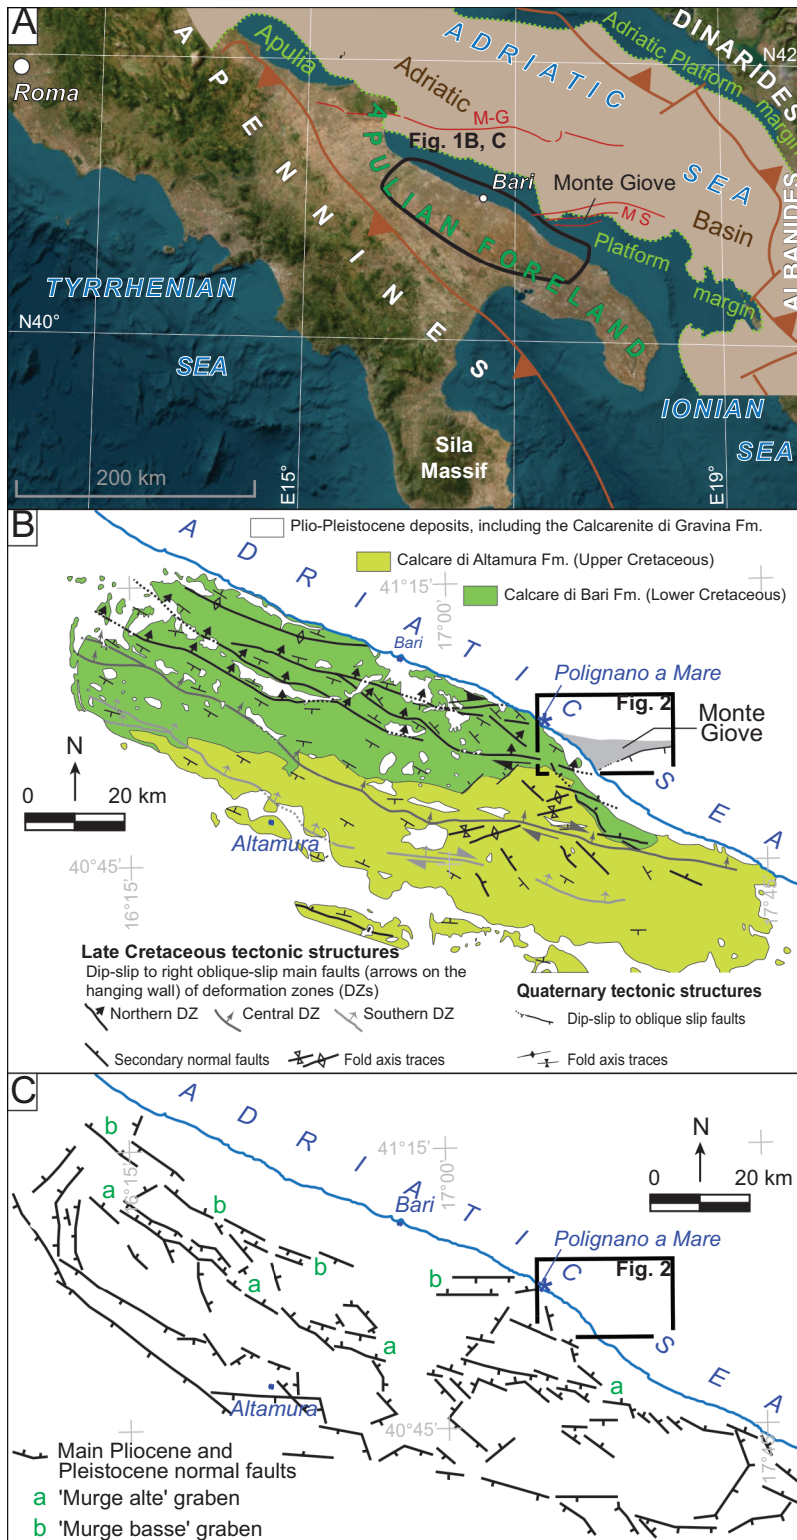 A
ADRIATIC
SEA
DINARIDES
Adriatic Platform margin
N42
Apulia
Roma
APENNINES
Adriatic
Basin
M-G
Fig. 1B, C
APULIAN FORELAND
Bari
Monte Giove
M S
Platform
margin
ALBANIDES
TYRRHENIAN
SEA
N40°
IONIAN
SEA
Sila
Massif
200 km
E15°
E19°
B
ADRIATIC SEA
Plio-Pleistocene deposits, including the Calcarenite di Gravina Fm.
Calcare di Altamura Fm. (Upper Cretaceous)
Calcare di Bari Fm. (Lower Cretaceous)
41°15'
17°00'
Bari
Polignano a Mare
Fig. 2
Monte
Giove
N
0 20 km
Altamura
40°45'
16°15'
Late Cretaceous tectonic structures
Dip-slip to right oblique-slip main faults (arrows on the
hanging wall) of deformation zones (DZs)
Northern DZ
Central DZ
Southern DZ
Secondary normal faults
Fold axis traces
Quaternary tectonic structures
Dip-slip to oblique slip faults
Fold axis traces
C
ADRIATIC SEA
b
41°15'
17°00'
N
0 20 km
16°15'
a
b
Bari
Polignano a Mare
Fig. 2
b
b
a
a
a
Altamura
40°45'
17°45'
Main Pliocene and
Pleistocene normal faults
a 'Murge alte' graben
b 'Murge basse' graben